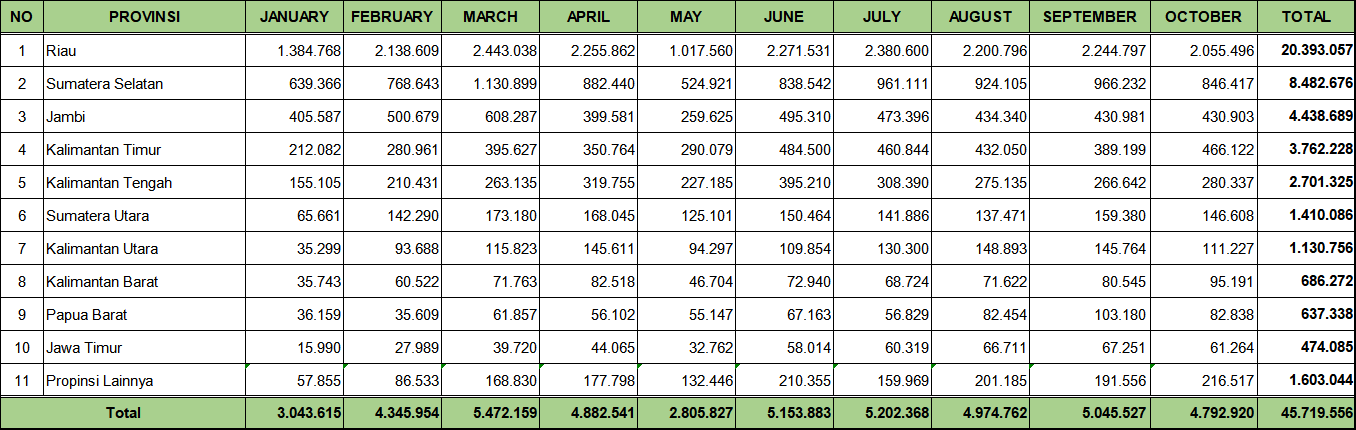 NO PROVINSI JANUARY FEBRUARY MARCH APRIL MAY JUNE JULY AUGUST SEPTEMBER OCTOBER TOTAL
1 Riau 1.384.768 2.138.609 2.443.038 2.255.862 1.017.560 2.271.531 2.380.600 2.200.796 2.244.797 2.055.496 20.393.057
2 Sumatera Selatan 639.366 768.643 1.130.899 882.440 524.921 838.542 961.111 924.105 966.232 846.417 8.482.676
3 Jambi 405.587 500.679 608.287 399.581 259.625 495.310 473.396 434.340 430.981 430.903 4.438.689
4 Kalimantan Timur 212.082 280.961 395.627 350.764 290.079 484.500 460.844 432.050 389.199 466.122 3.762.228
5 Kalimantan Tengah 155.105 210.431 263.135 319.755 227.185 395.210 308.390 275.135 266.642 280.337 2.701.325
6 Sumatera Utara 65.661 142.290 173.180 168.045 125.101 150.464 141.886 137.471 159.380 146.608 1.410.086
7 Kalimantan Utara 35.299 93.688 115.823 145.611 94.297 109.854 130.300 148.893 145.764 111.227 1.130.756
8 Kalimantan Barat 35.743 60.522 71.763 82.518 46.704 72.940 68.724 71.622 80.545 95.191 686.272
9 Papua Barat 36.159 35.609 61.857 56.102 55.147 67.163 56.829 82.454 103.180 82.838 637.338
10 Jawa Timur 15.990 27.989 39.720 44.065 32.762 58.014 60.319 66.711 67.251 61.264 474.085
11 Propinsi Lainnya 57.855 86.533 168.830 177.798 132.446 210.355 159.969 201.185 191.556 216.517 1.603.044
Total 3.043.615 4.345.954 5.472.159 4.882.541 2.805.827 5.153.883 5.202.368 4.974.762 5.045.527 4.792.920 45.719.556